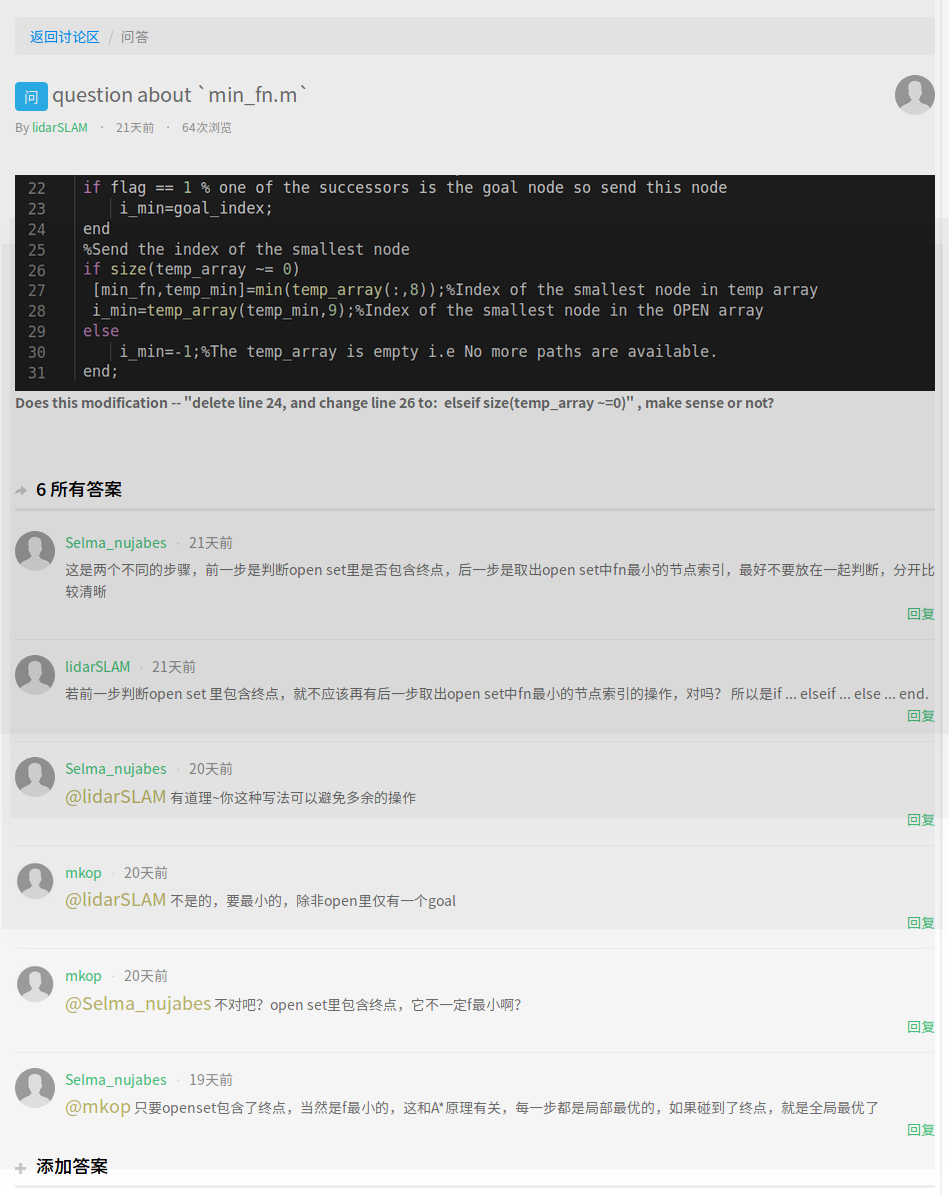 返回讨论区 / 问答
问 question about `min_fn.m`
By lidarSLAM · 21天前 · 64次浏览
22 if flag == 1 % one of the successors is the goal node so send this node
23 i_min=goal_index;
24 end
25 %Send the index of the smallest node
26 if size(temp_array ~= 0)
27 [min_fn,temp_min]=min(temp_array(:,8));%Index of the smallest node in temp array
28 i_min=temp_array(temp_min,9);%Index of the smallest node in the OPEN array
29 else
30 i_min=-1;%The temp_array is empty i.e No more paths are available.
31 end;
Does this modification -- "delete line 24, and change line 26 to: elseif size(temp_array ~=0)" , make sense or not?
6 所有答案
Selma_nujabes · 21天前
这是两个不同的步骤，前一步是判断open set里是否包含终点，后一步是取出open set中fn最小的节点索引，最好不要放在一起判断，分开比
较清晰
回复
lidarSLAM · 21天前
若前一步判断open set 里包含终点，就不应该再有后一步取出open set中fn最小的节点索引的操作，对吗？ 所以是if ... elseif ... else ... end.
回复
Selma_nujabes · 20天前
@lidarSLAM 有道理~你这种写法可以避免多余的操作
回复
mkop · 20天前
@lidarSLAM 不是的，要最小的，除非open里仅有一个goal
回复
mkop · 20天前
@Selma_nujabes 不对吧？open set里包含终点，它不一定f最小啊？
回复
Selma_nujabes · 19天前
@mkop 只要openset包含了终点，当然是f最小的，这和A*原理有关，每一步都是局部最优的，如果碰到了终点，就是全局最优了
回复
添加答案